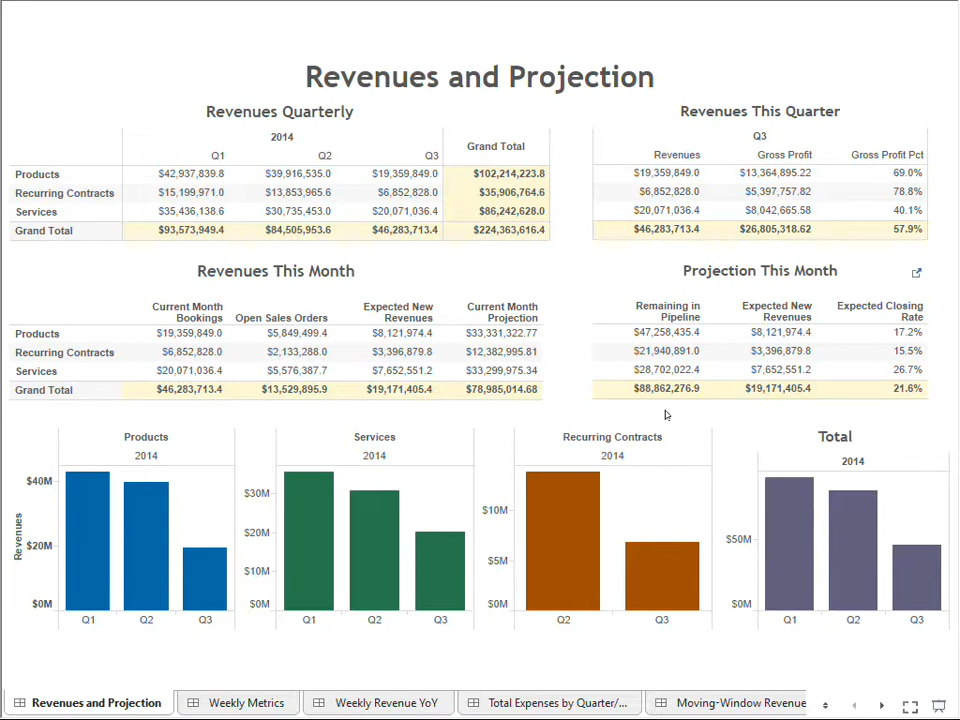 Revenues and Projection
Revenues Quarterly
2014
Q1 Q2 Q3 Grand Total
Products $42,937,839.8 $39,916,535.0 $19,359,849.0 $102,214,223.8
Recurring Contracts $15,199,971.0 $13,853,965.6 $6,852,828.0 $35,906,764.6
Services $35,436,138.6 $30,735,453.0 $20,071,036.4 $86,242,628.0
Grand Total $93,573,949.4 $84,505,953.6 $46,283,713.4 $224,363,616.4
Revenues This Quarter
Q3
Revenues Gross Profit Gross Profit Pct
$19,359,849.0 $13,364,895.22 69.0%
$6,852,828.0 $5,397,757.82 78.8%
$20,071,036.4 $8,042,665.58 40.1%
$46,283,713.4 $26,805,318.62 57.9%
Revenues This Month
Current Month Bookings Open Sales Orders Expected New Revenues Current Month Projection
Products $19,359,849.0 $5,849,499.4 $8,121,974.4 $33,331,322.77
Recurring Contracts $6,852,828.0 $2,133,288.0 $3,396,879.8 $12,382,995.81
Services $20,071,036.4 $5,576,387.7 $7,652,551.2 $33,299,975.34
Grand Total $46,283,713.4 $13,529,895.9 $19,171,405.4 $78,985,014.68
Projection This Month
Remaining in Pipeline Expected New Revenues Expected Closing Rate
$47,258,435.4 $8,121,974.4 17.2%
$21,940,891.0 $3,396,879.8 15.5%
$28,702,022.4 $7,652,551.2 26.7%
$88,862,276.9 $19,171,405.4 21.6%
Products
2014
Revenues
$40M
$20M
$0M
Q1 Q2 Q3
Services
2014
$30M
$20M
$10M
$0M
Q1 Q2 Q3
Recurring Contracts
2014
$10M
$5M
$0M
Q2 Q3
Total
2014
$50M
$0M
Q1 Q2 Q3
Revenues and Projection Weekly Metrics Weekly Revenue YoY Total Expenses by Quarter/... Moving-Window Revenue